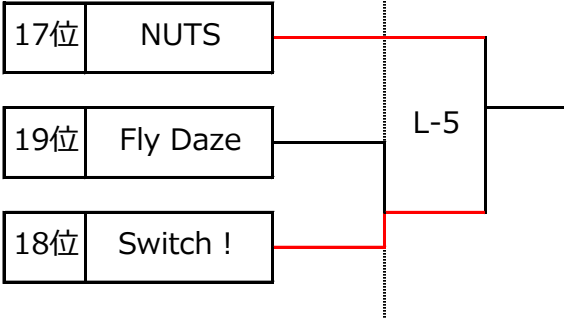 17位 NUTS
L-5
19位 Fly Daze
18位 Switch !